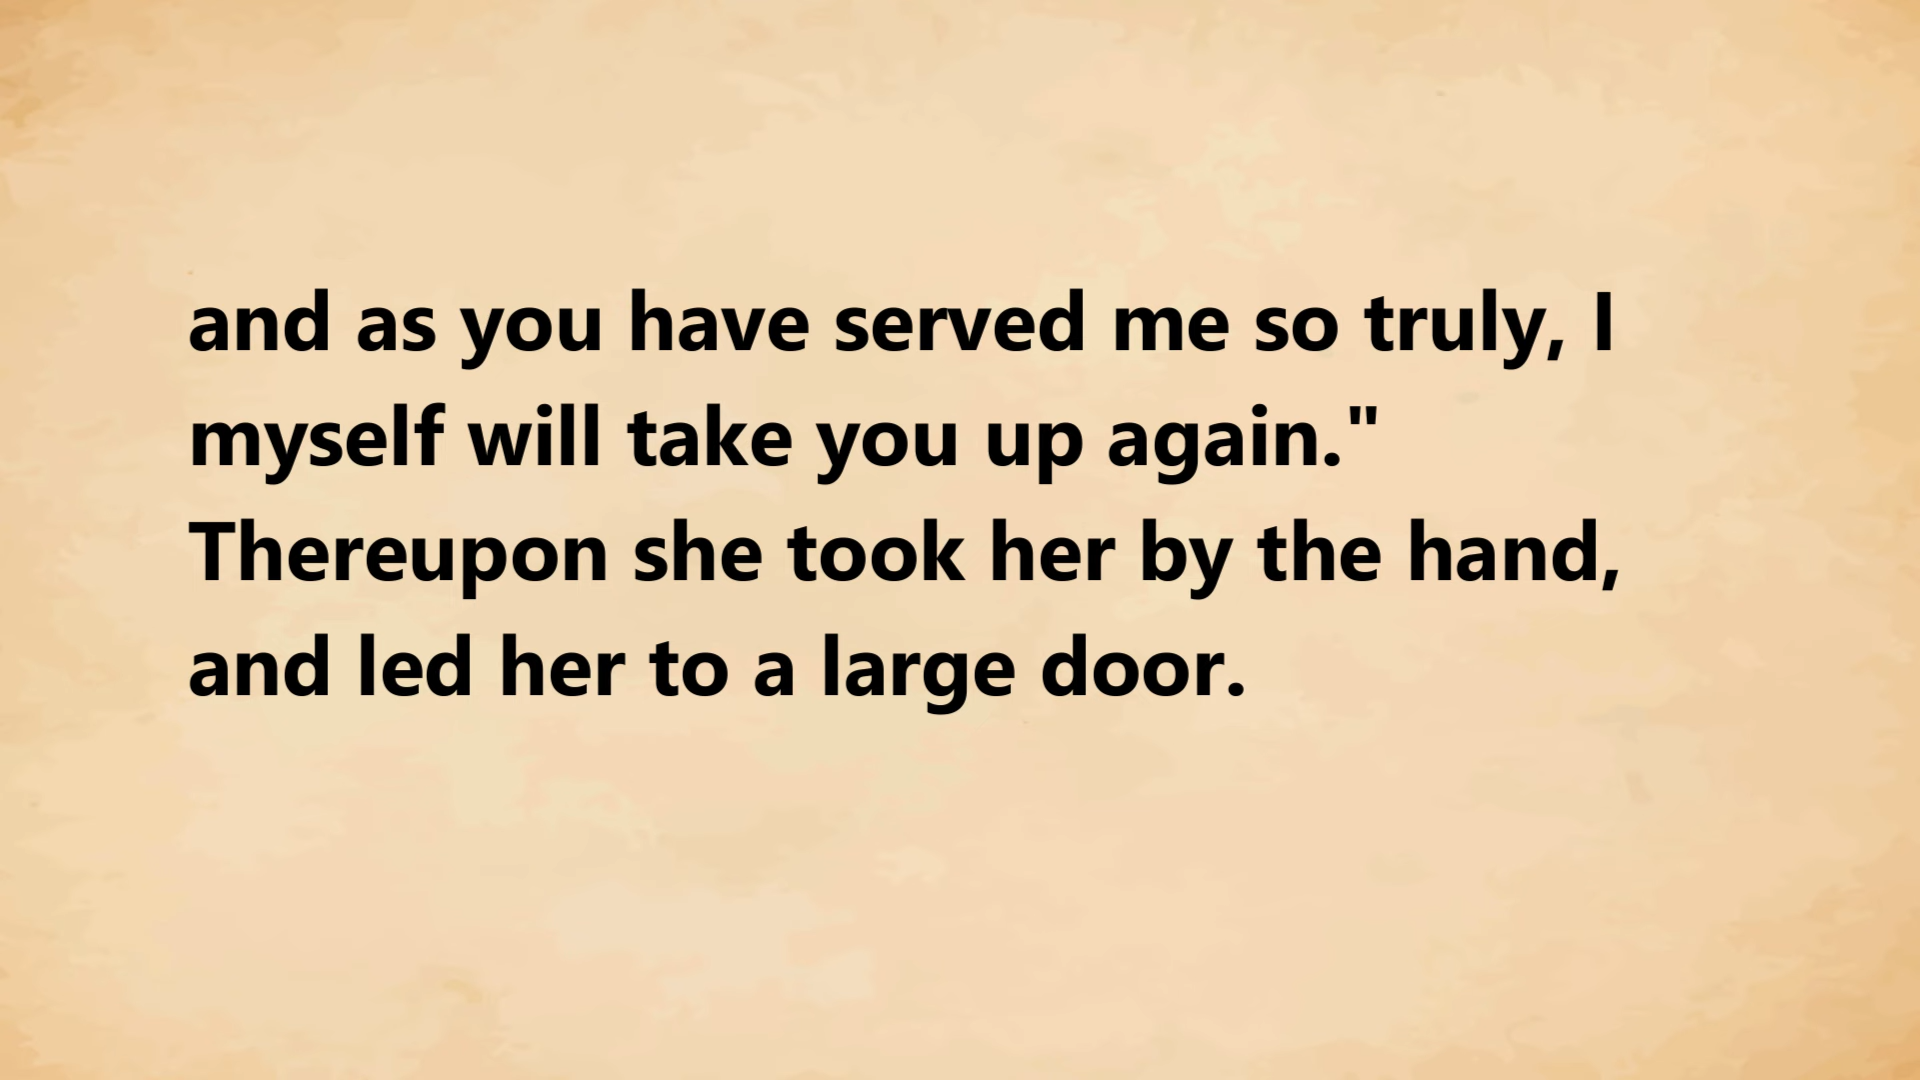 and as you have served me so truly, I
myself will take you up again."
Thereupon she took her by the hand,
and led her to a large door.